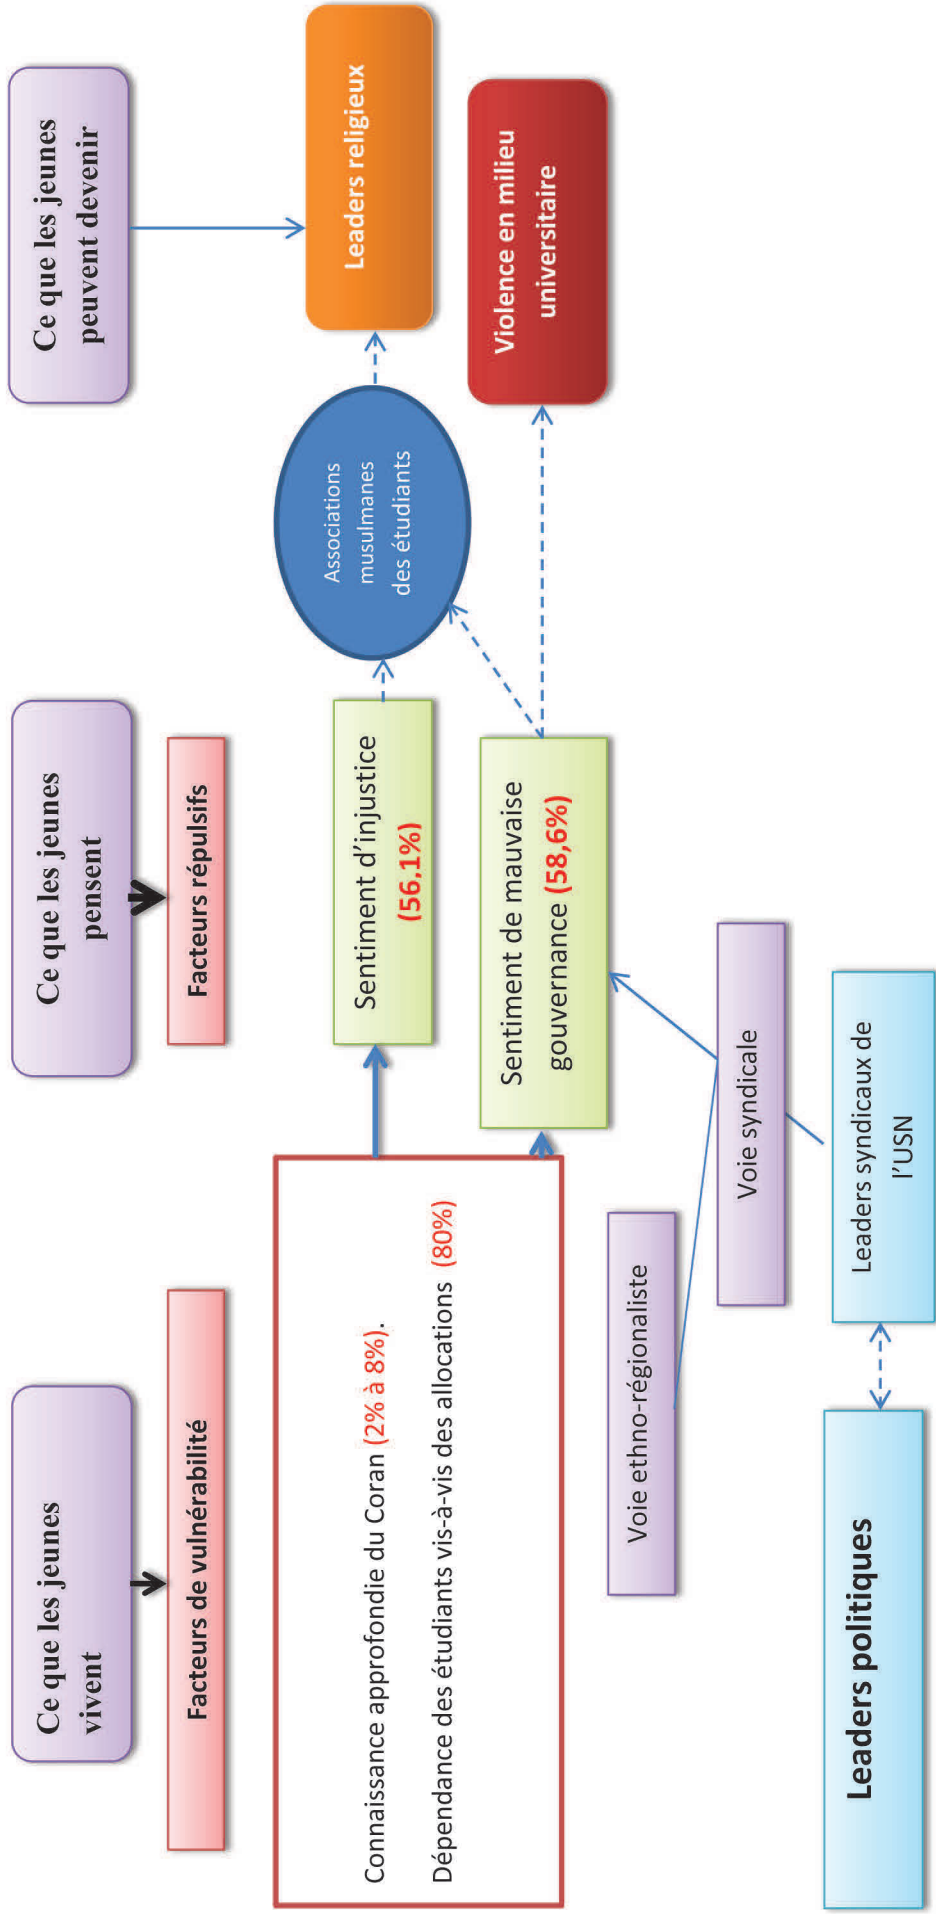 Ce que les jeunes
vivent
Ce que les jeunes
pensent
Ce que les jeunes
peuvent devenir
Facteurs de vulnérabilité
Facteurs répulsifs
Connaissance approfondie du Coran (2% à 8%).
Dépendance des étudiants vis-à-vis des allocations (80%)
Sentiment d’injustice
(56,1%)
Associations
musulmanes
des étudiants
Leaders religieux
Sentiment de mauvaise
gouvernance (58,6%)
Violence en milieu
universitaire
Voie ethno-régionaliste
Voie syndicale
Leaders politiques
Leaders syndicaux de
l’USN